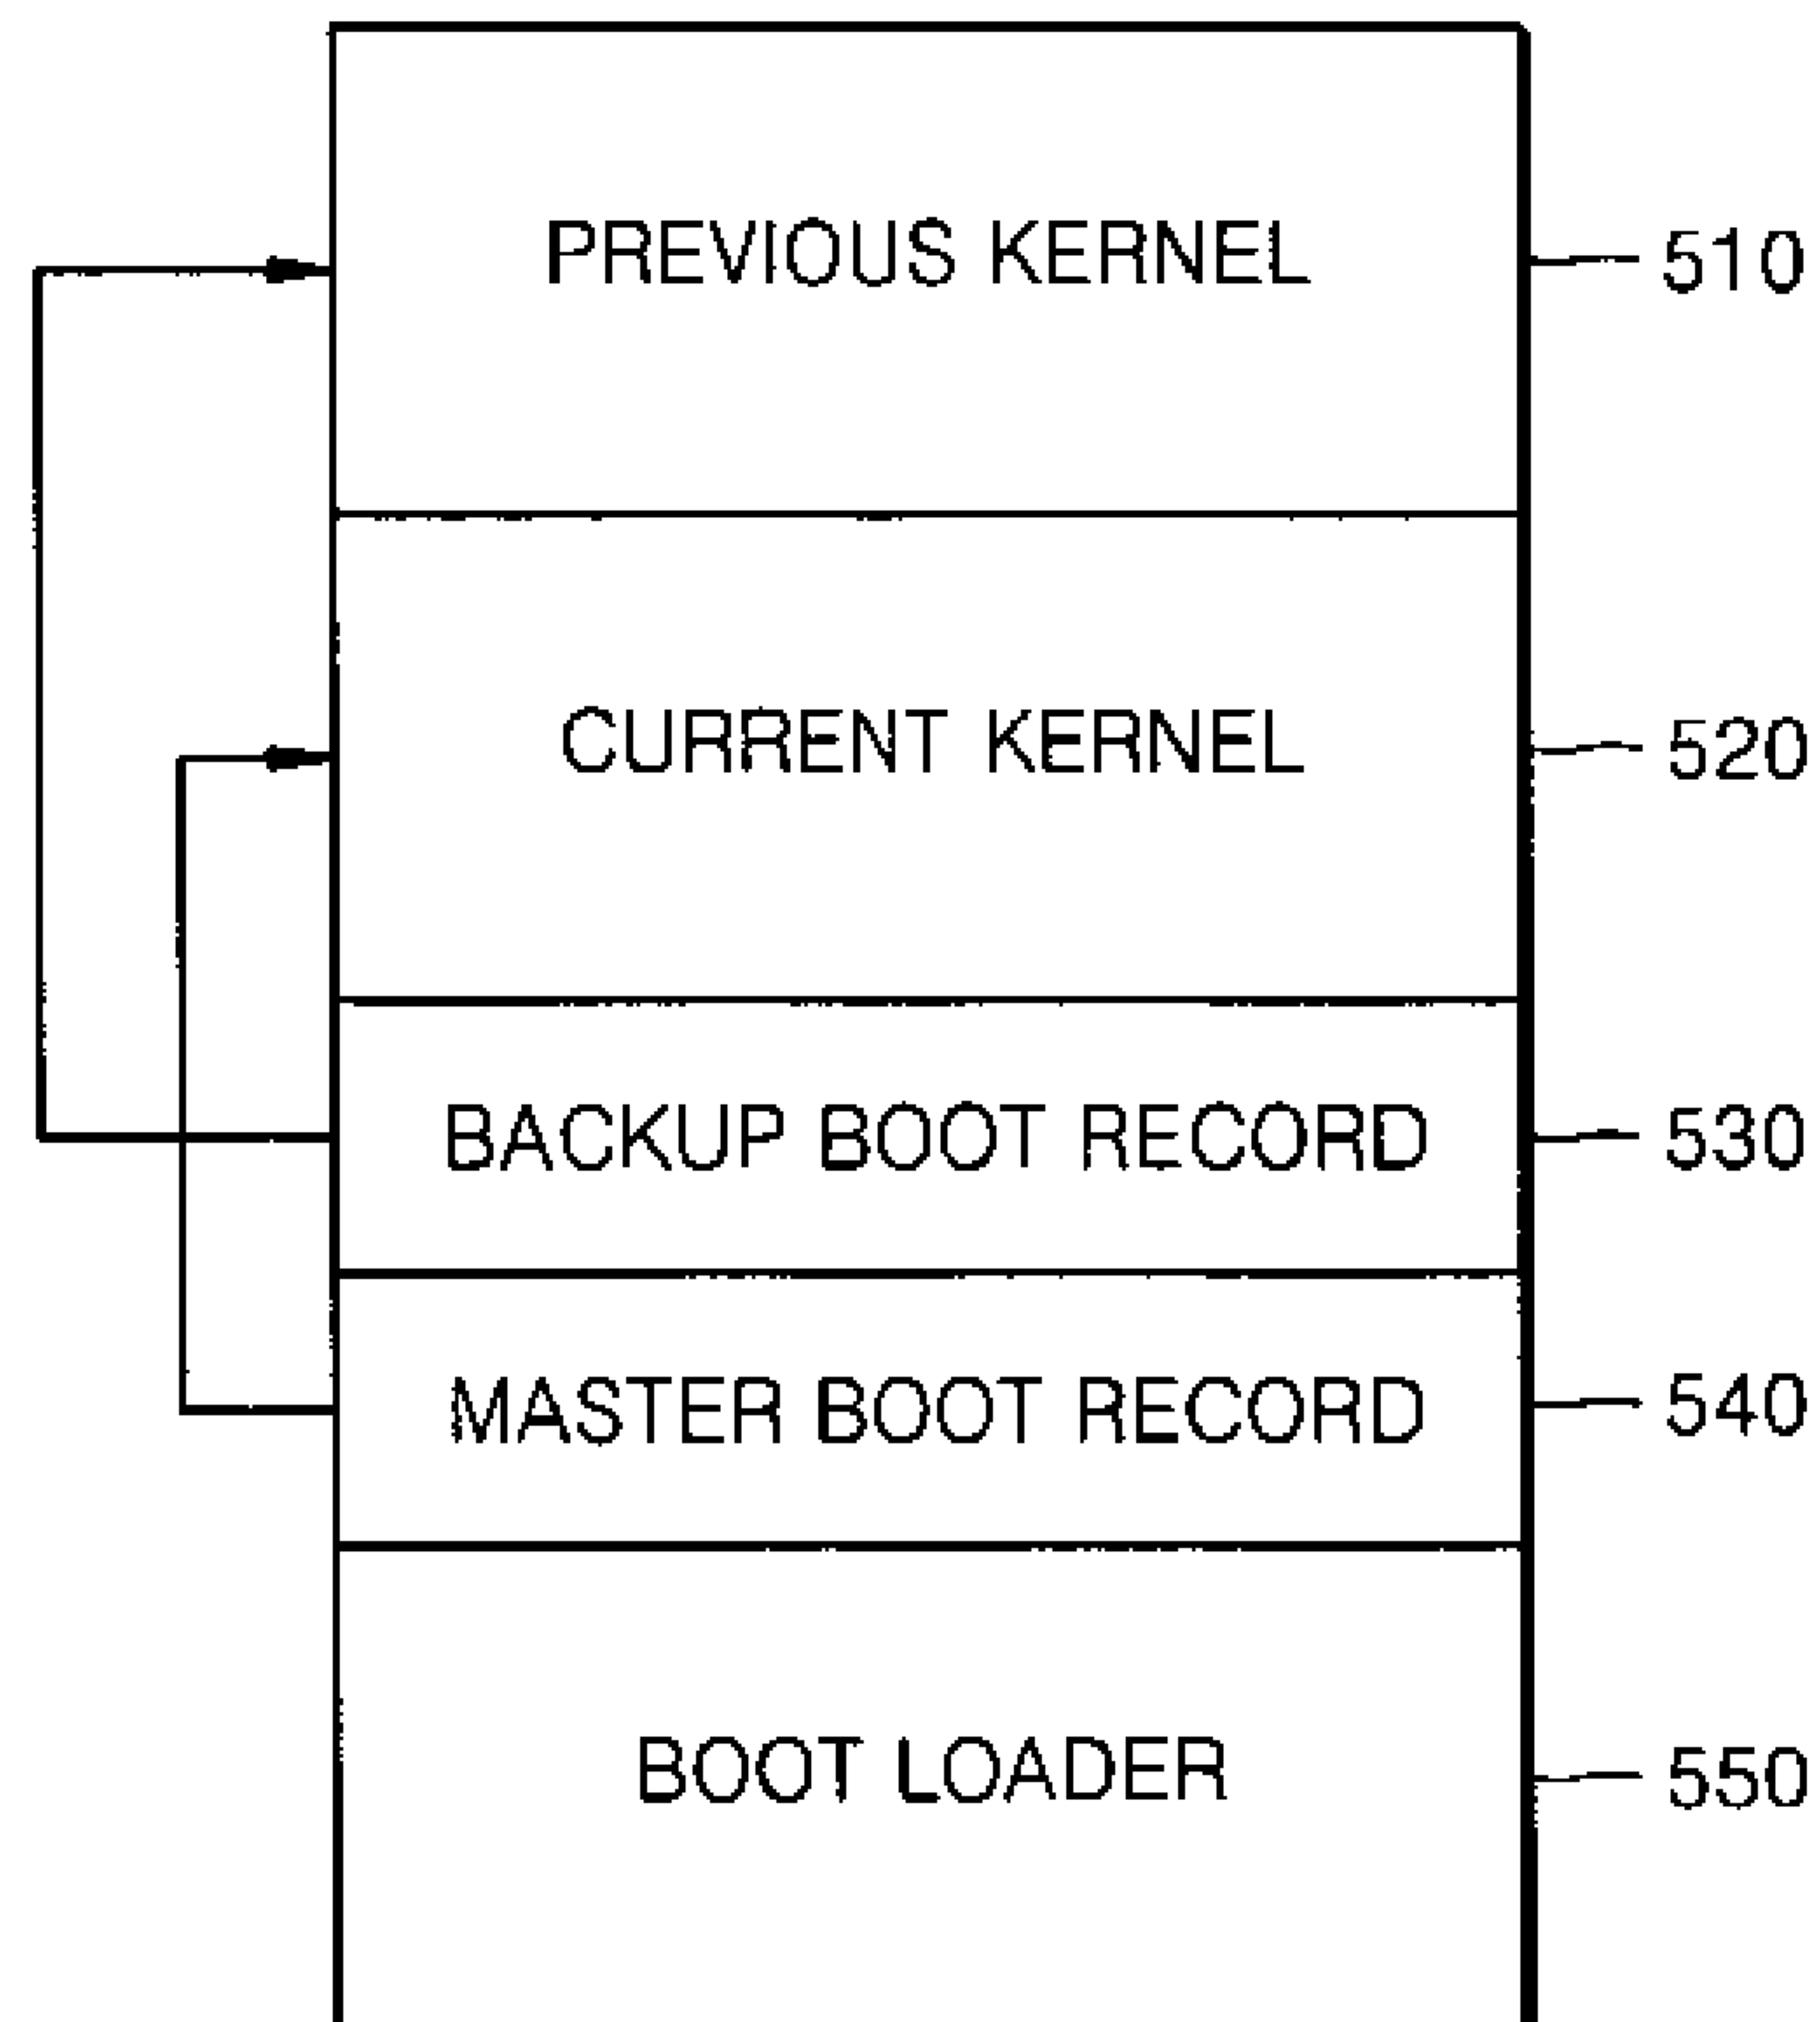 PREVIOUS KERNEL 510
CURRENT KERNEL 520
BACKUP BOOT RECORD 530
MASTER BOOT RECORD 540
BOOT LOADER 550